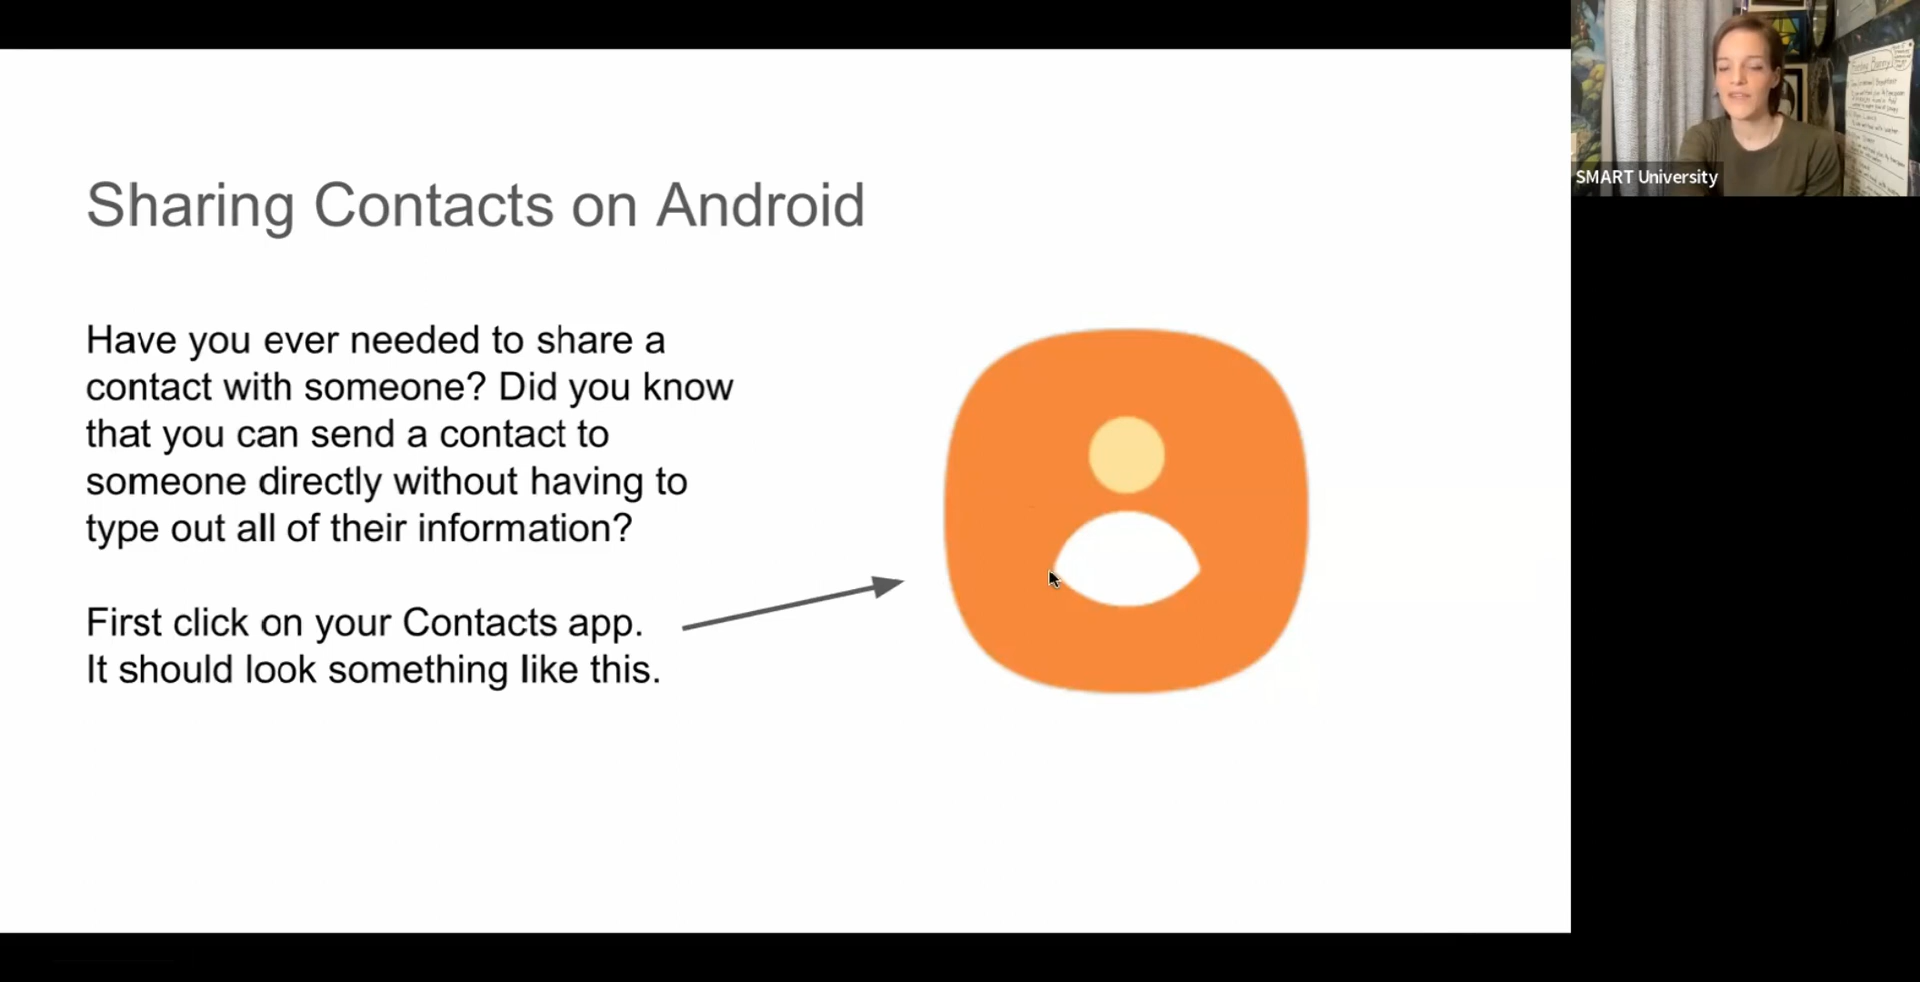 Sharing Contacts on Android
Have you ever needed to share a
contact with someone? Did you know
that you can send a contact to
someone directly without having to
type out all of their information?
First click on your Contacts app.
It should look something like this.
SMART University